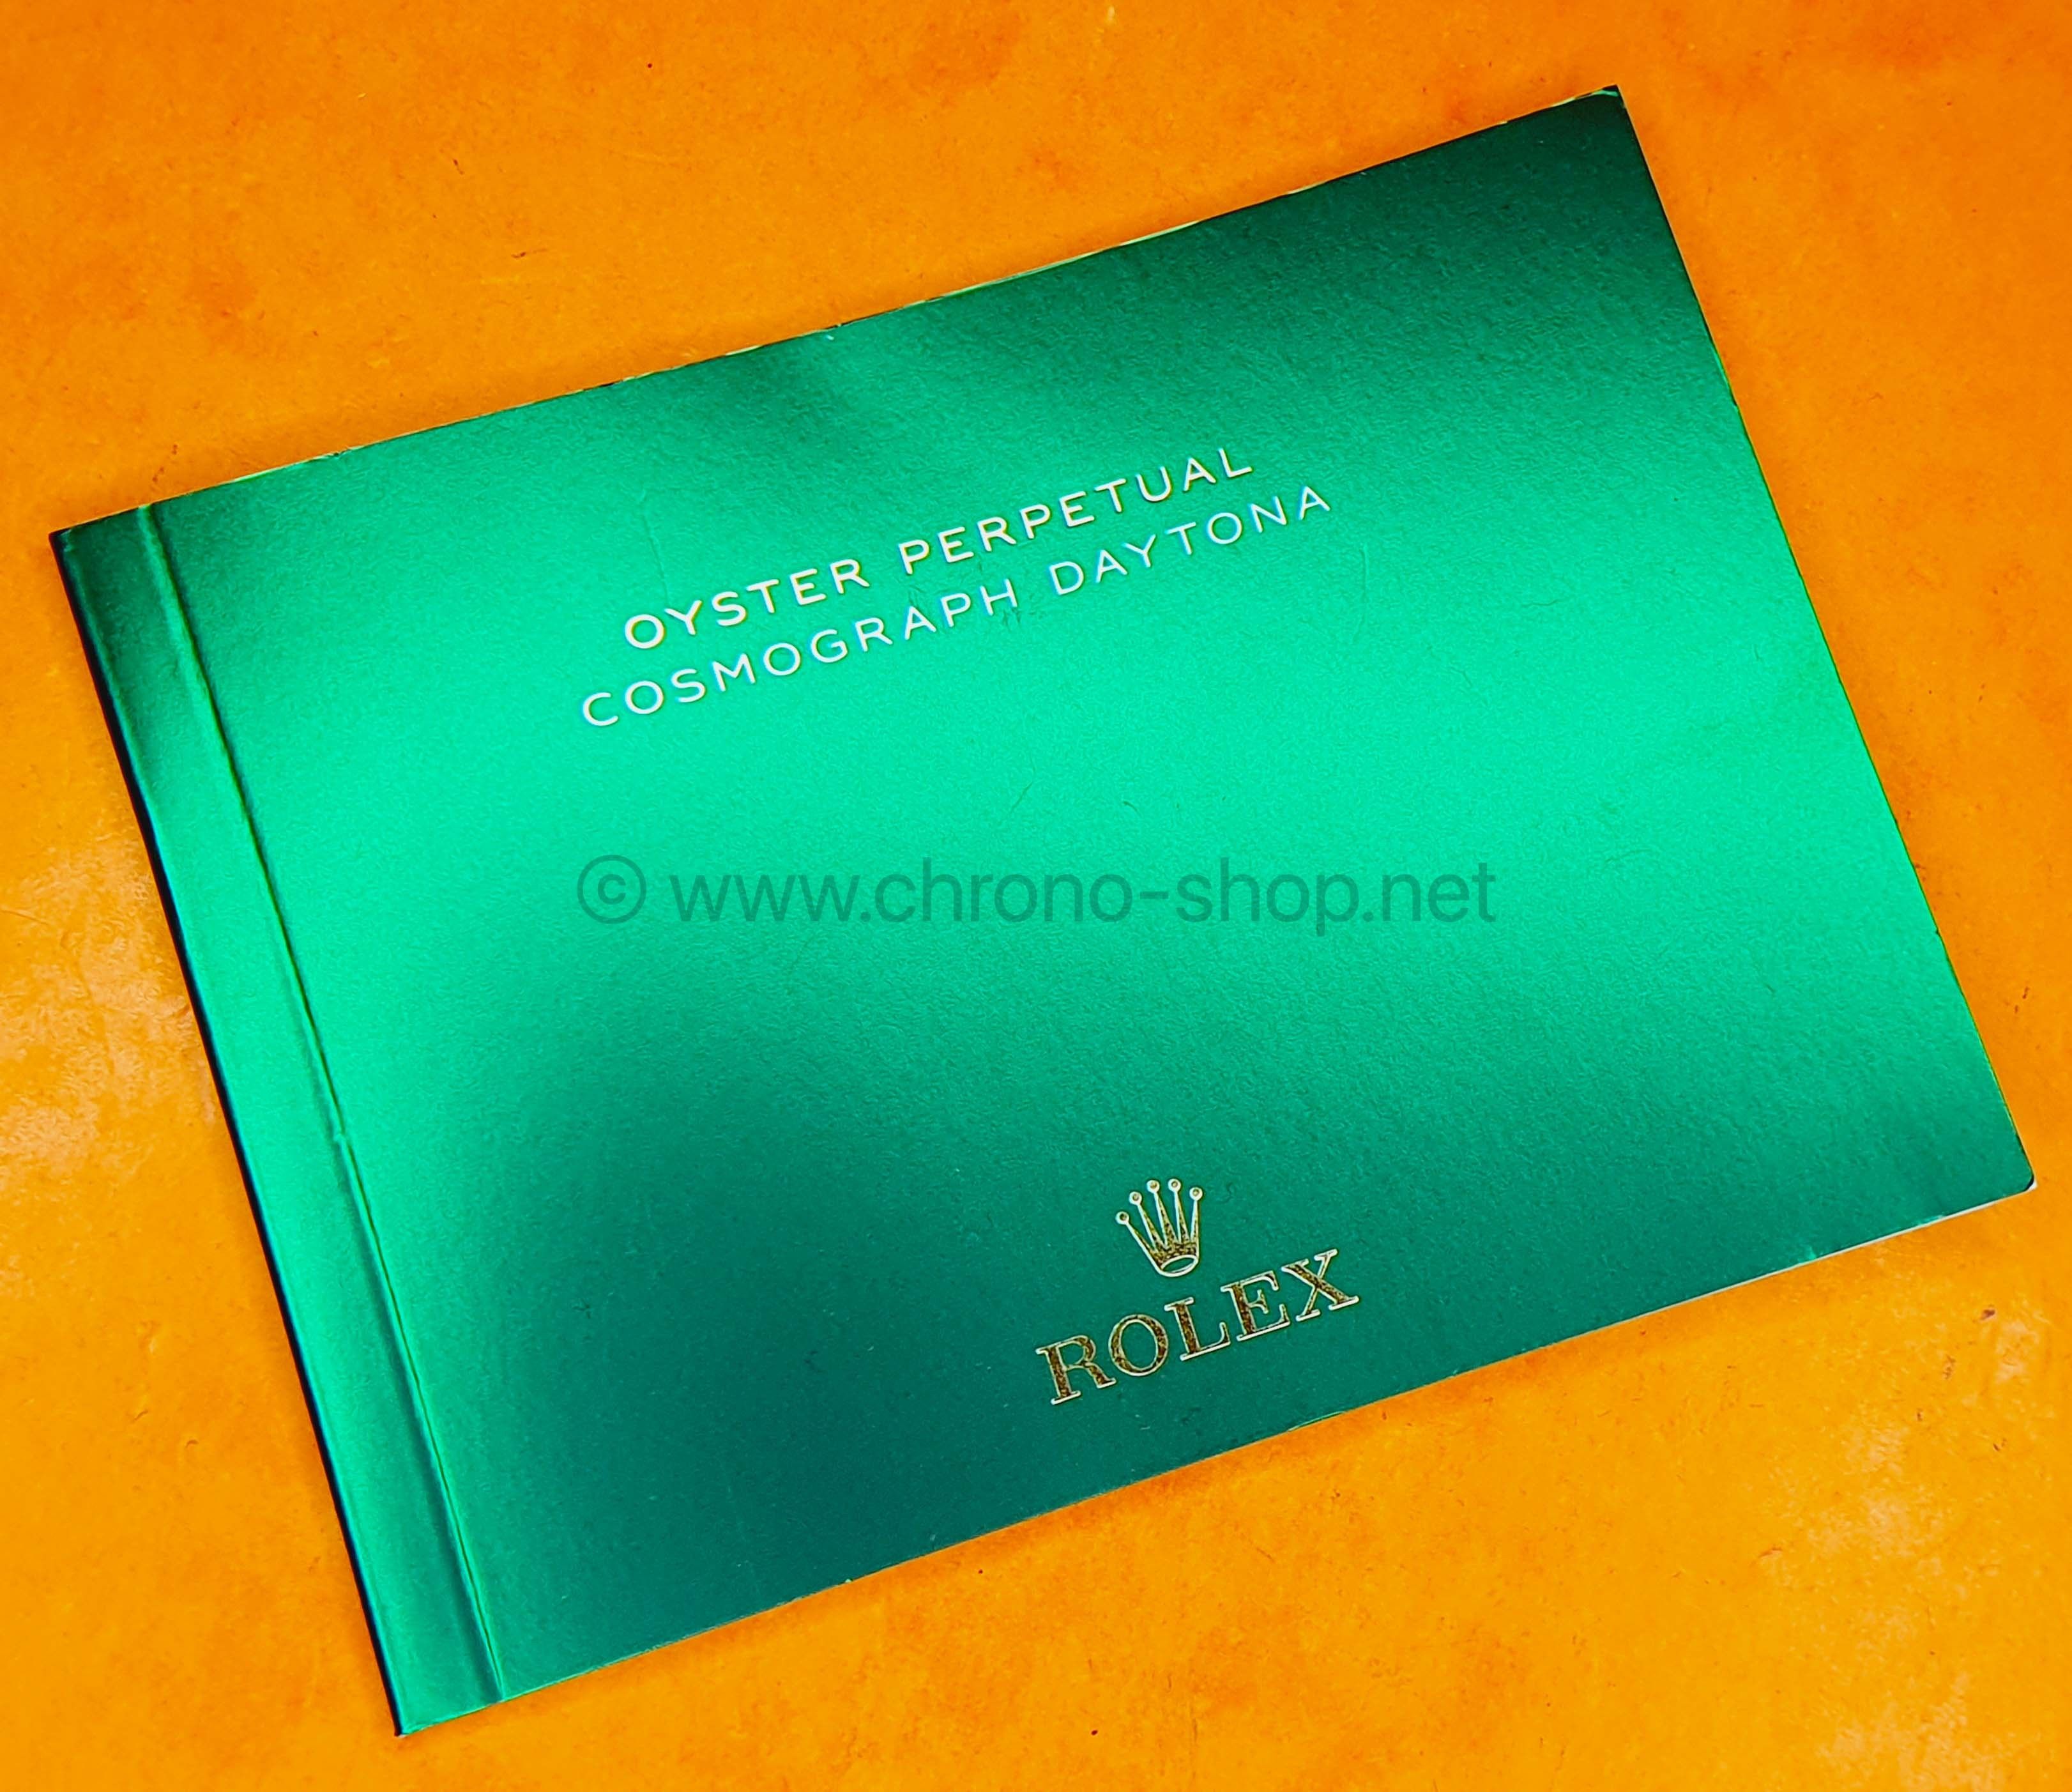 OYSTER PERPETUAL
COSMOGRAPH DAYTONA
© www.chrono-shop.net
ROLEX